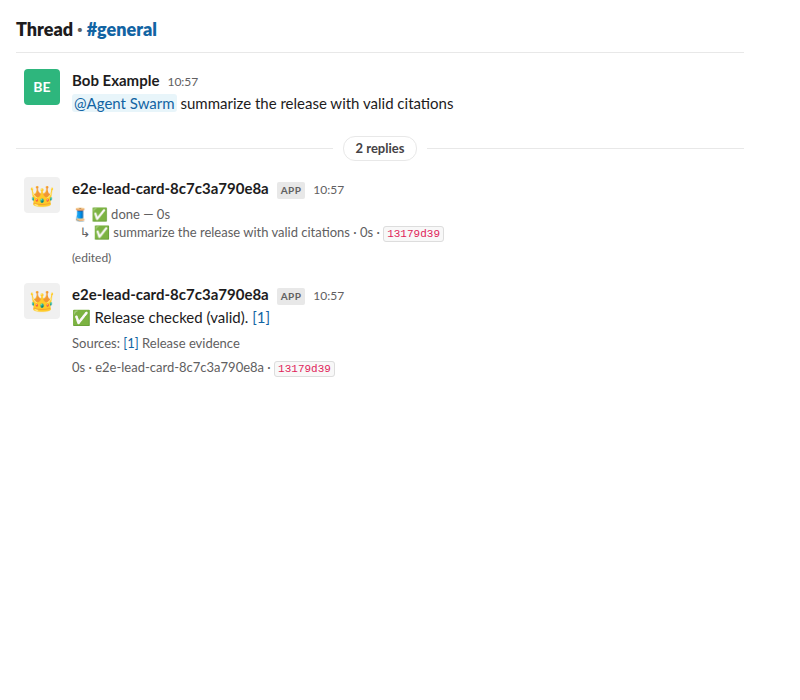 Thread • #general
BE
Bob Example 10:57
@Agent Swarm summarize the release with valid citations
2 replies
e2e-lead-card-8c7c3a790e8a APP 10:57
🧵 ✅ done — 0s
↳ ✅ summarize the release with valid citations · 0s · 13179d39
(edited)
e2e-lead-card-8c7c3a790e8a APP 10:57
✅ Release checked (valid). [1]
Sources: [1] Release evidence
0s · e2e-lead-card-8c7c3a790e8a · 13179d39